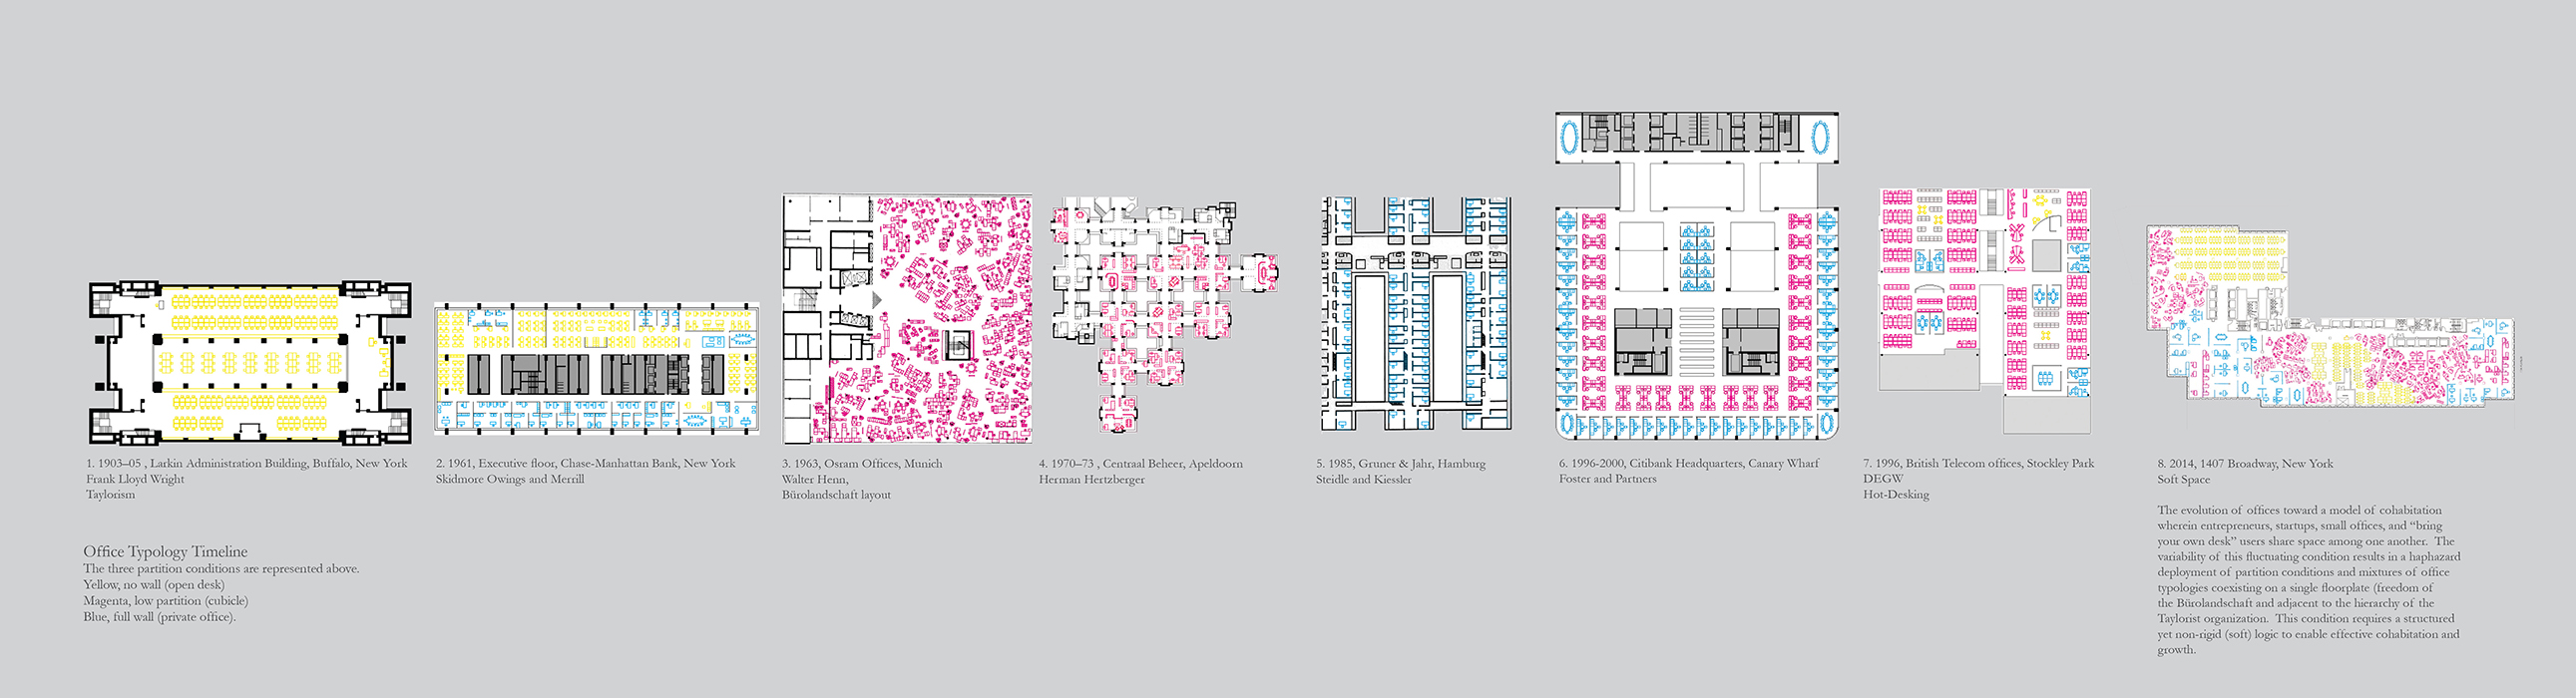 1. 1903–05 , Larkin Administration Building, Buffalo, New York
Frank Lloyd Wright
Taylorism
2. 1961, Executive floor, Chase-Manhattan Bank, New York
Skidmore Owings and Merrill
3. 1963, Osram Offices, Munich
Walter Henn,
Bürolandschaft layout
4. 1970–73 , Centraal Beheer, Apeldoorn
Herman Hertzberger
5. 1985, Gruner & Jahr, Hamburg
Steidle and Kiessler
6. 1996-2000, Citibank Headquarters, Canary Wharf
Foster and Partners
7. 1996, British Telecom offices, Stockley Park
DEGW
Hot-Desking
8. 2014, 1407 Broadway, New York
Soft Space
The evolution of offices toward a model of cohabitation
wherein entrepreneurs, startups, small offices, and “bring
your own desk” users share space among one another. The
variability of this fluctuating condition results in a haphazard
deployment of partition conditions and mixtures of office
typologies coexisting on a single floorplate (freedom of
the Bürolandschaft and adjacent to the hierarchy of the
Taylorist organization. This condition requires a structured
yet non-rigid (soft) logic to enable effective cohabitation and
growth.
Office Typology Timeline
The three partition conditions are represented above.
Yellow, no wall (open desk)
Magenta, low partition (cubicle)
Blue, full wall (private office).